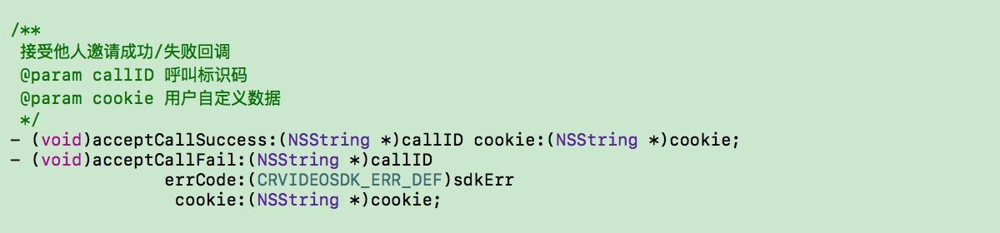 /**
 接受他人邀请成功/失败回调
 @param callID 呼叫标识码
 @param cookie 用户自定义数据
 */
- (void)acceptCallSuccess:(NSString *)callID cookie:(NSString *)cookie;
- (void)acceptCallFail:(NSString *)callID
               errCode:(CRVIDEOSDK_ERR_DEF)sdkErr
                cookie:(NSString *)cookie;